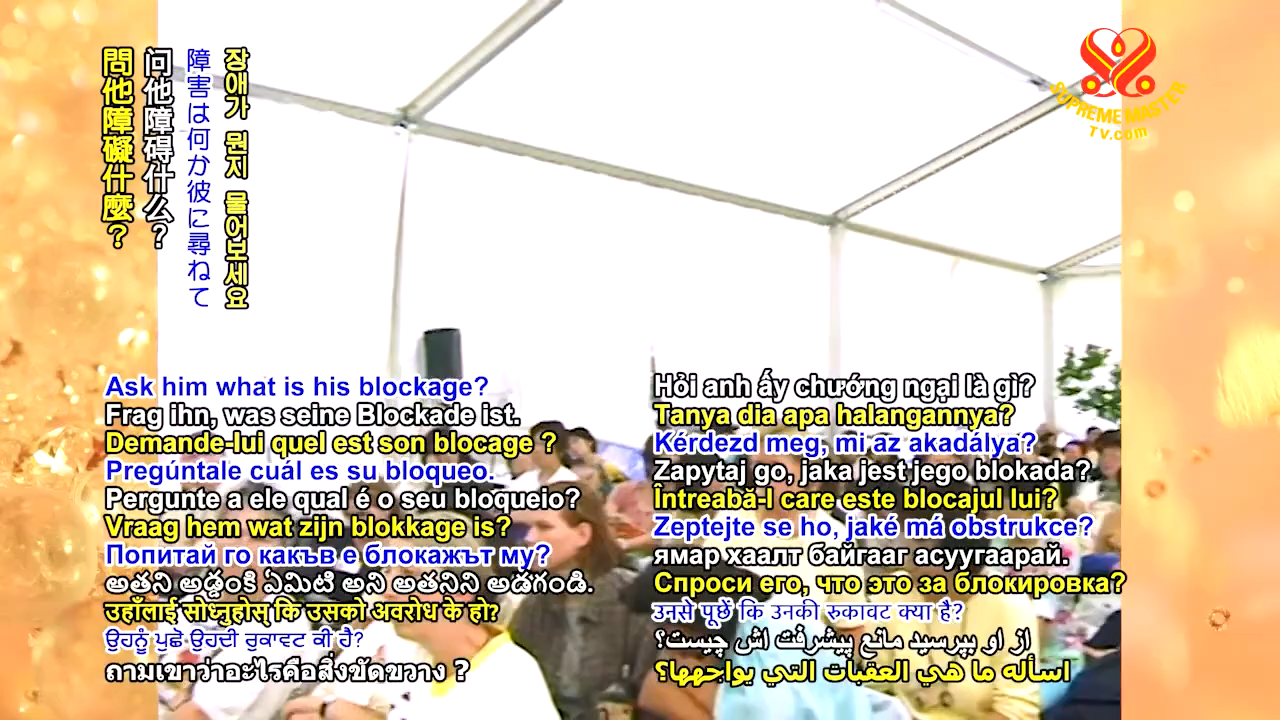 問他障礙什麼？
问他障碍什么？
障害は何か彼に尋ねて
장애가 뭔지 물어보세요
SUPREME MASTER
TV.com
Ask him what is his blockage?
Frag ihn, was seine Blockade ist.
Demande-lui quel est son blocage ?
Pregúntale cuál es su bloqueo.
Pergunte a ele qual é o seu bloqueio?
Vraag hem wat zijn blokkage is?
Попитай го какъв е блокажът му?
అతని అడ్డంకి ఏమిటి అని అతనిని అడగండి.
उहाँलाई सोध्नुहोस् कि उसको अवरोध के हो?
ਉਹਨੂੰ ਪੁਛੋ ਉਹਦੀ ਰੁਕਾਵਟ ਕੀ ਹੈ?
ถามเขาว่าอะไรคือสิ่งขัดขวาง ?
Hỏi anh ấy chướng ngại là gì?
Tanya dia apa halangannya?
Kérdezd meg, mi az akadálya?
Zapytaj go, jaka jest jego blokada?
Întreabă-l care este blocajul lui?
Zeptejte se ho, jaké má obstrukce?
ямар хаалт байгааг асуугаарай.
Спроси его, что это за блокировка?
उनसे पूछें कि उनकी रुकावट क्या है?
از او بپرسید مانع پیشرفت اش چیست؟
اسأله ما هي العقبات التي يواجهها؟